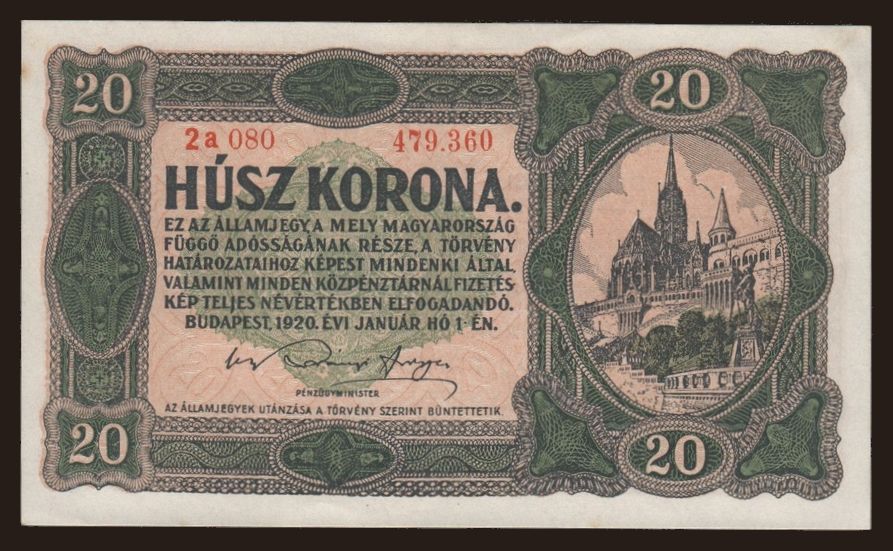 20 20
2a 080 479.360
HÚSZ KORONA.
EZ AZ ÁLLAMJEGY, A MELY MAGYARORSZÁG
FÜGGŐ ADÓSSÁGÁNAK RÉSZE, A TÖRVÉNY
HATÁROZATAIHOZ KÉPEST MINDENKI ÁLTAL,
VALAMINT MINDEN KÖZPÉNZTÁRNÁL FIZETÉS-
KÉP TELJES NÉVÉRTÉKBEN ELFOGADANDÓ.
BUDAPEST, 1920. ÉVI JANUÁR HÓ 1-ÉN.
PÉNZÜGYMINISTER
AZ ÁLLAMJEGYEK UTÁNZÁSA A TÖRVÉNY SZERINT BÜNTETTETIK.
20 20